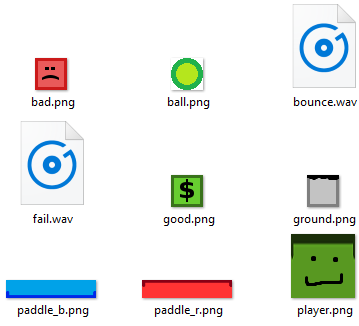 bad.png
ball.png
bounce.wav
fail.wav
$
good.png
ground.png
paddle_b.png
paddle_r.png
player.png